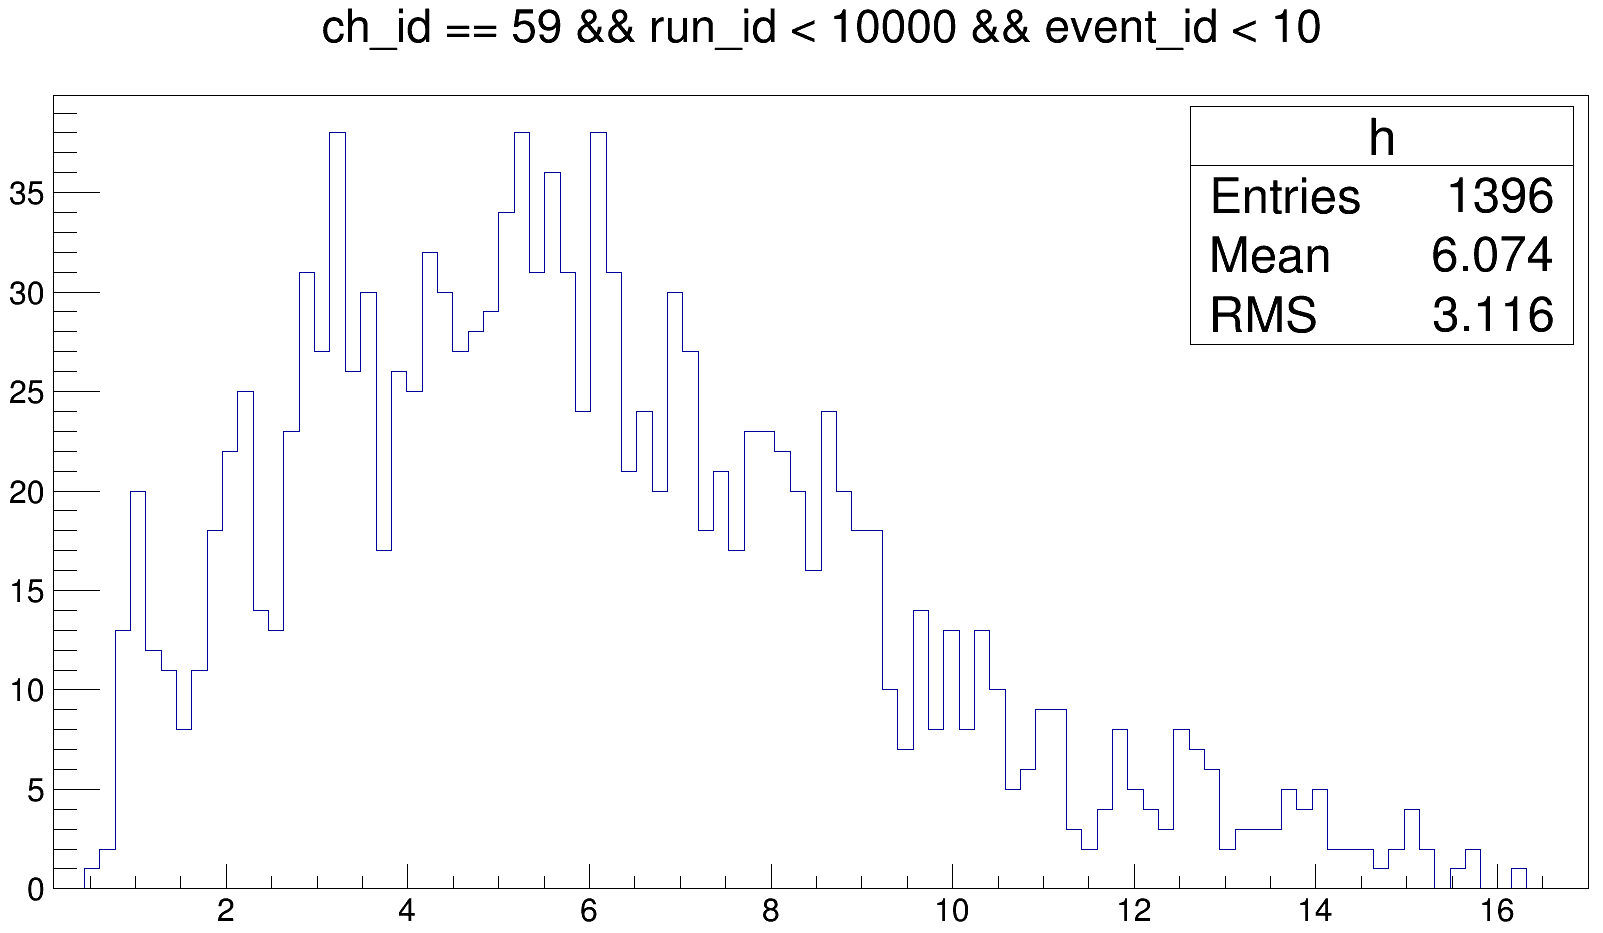 ch_id == 59 && run_id < 10000 && event_id < 10
h
Entries 1396
Mean 6.074
RMS 3.116
35
30
25
20
15
10
5
0
2 4 6 8 10 12 14 16